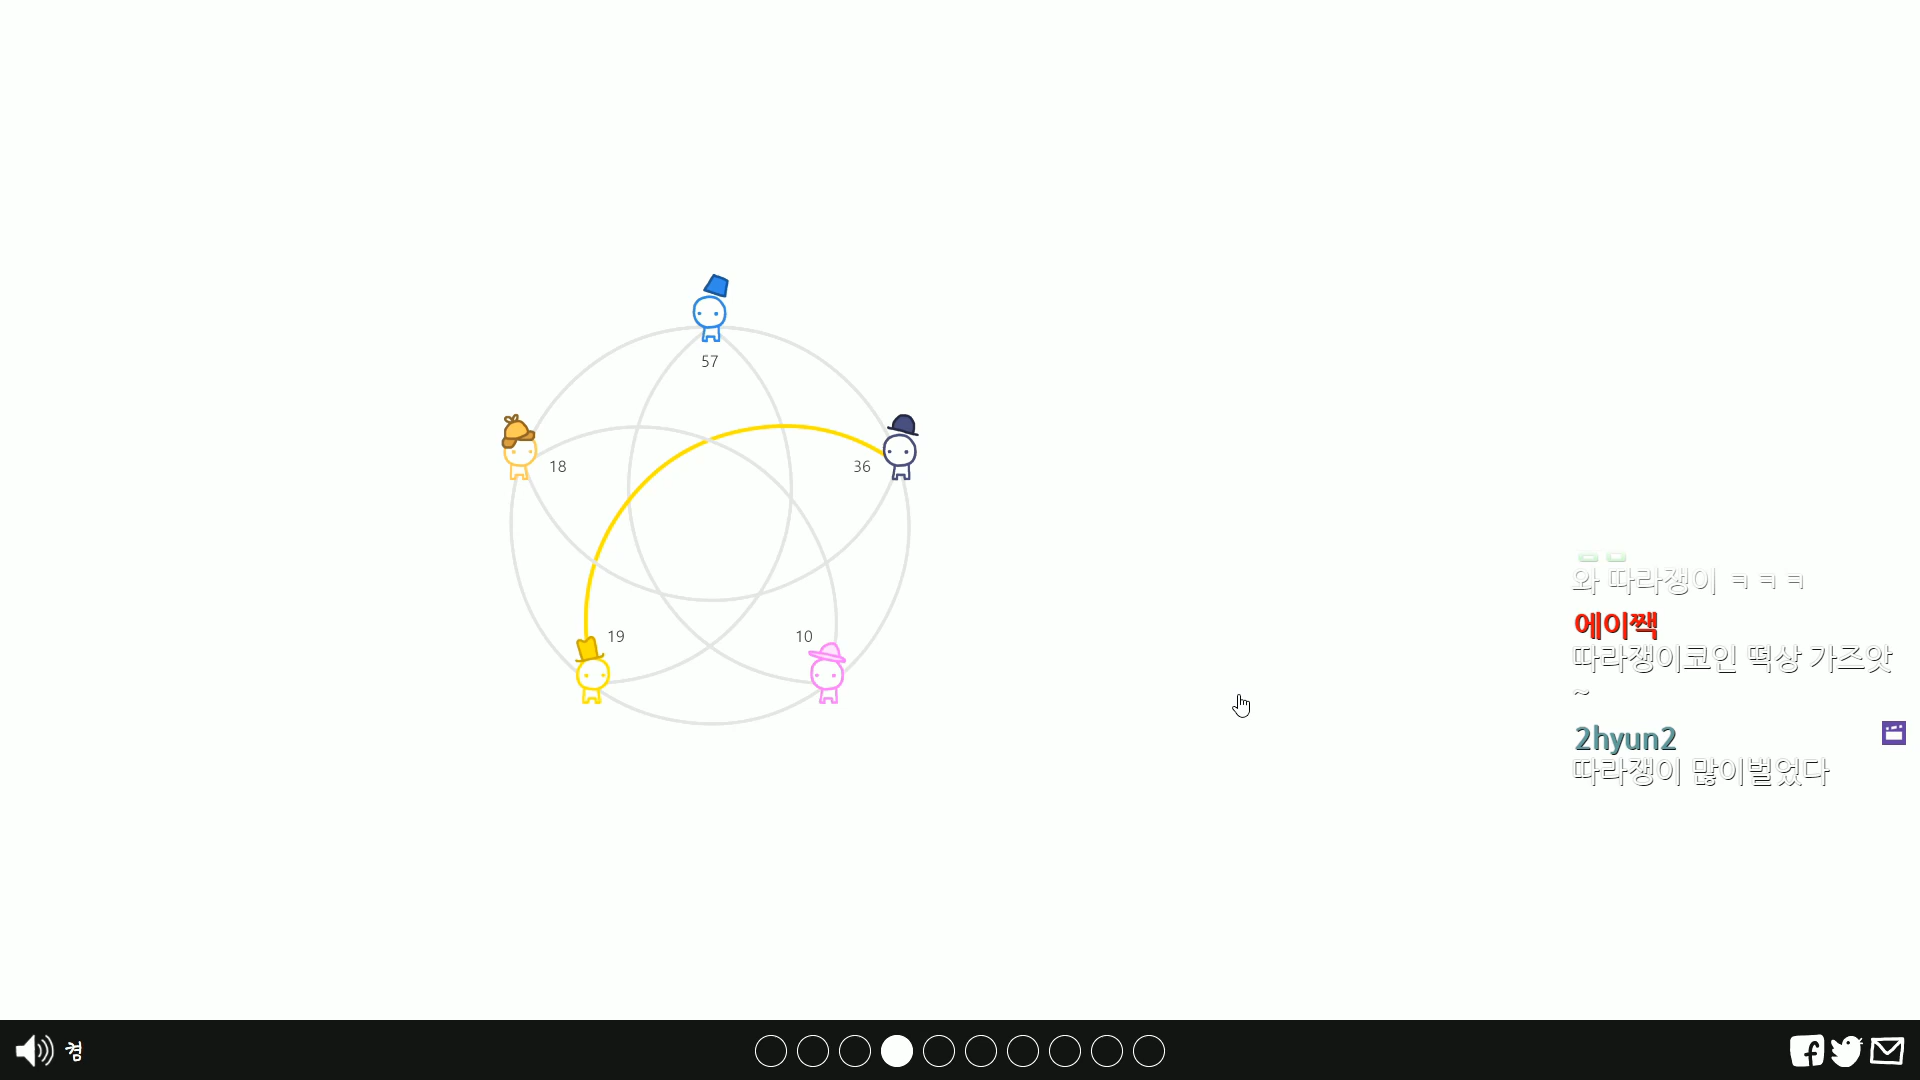 57
18
36
19
10
와 따라쟁이 ㅋㅋㅋ
에이짹
따라쟁이코인 떡상 가즈앗
~
2hyun2
따라쟁이 많이벌었다